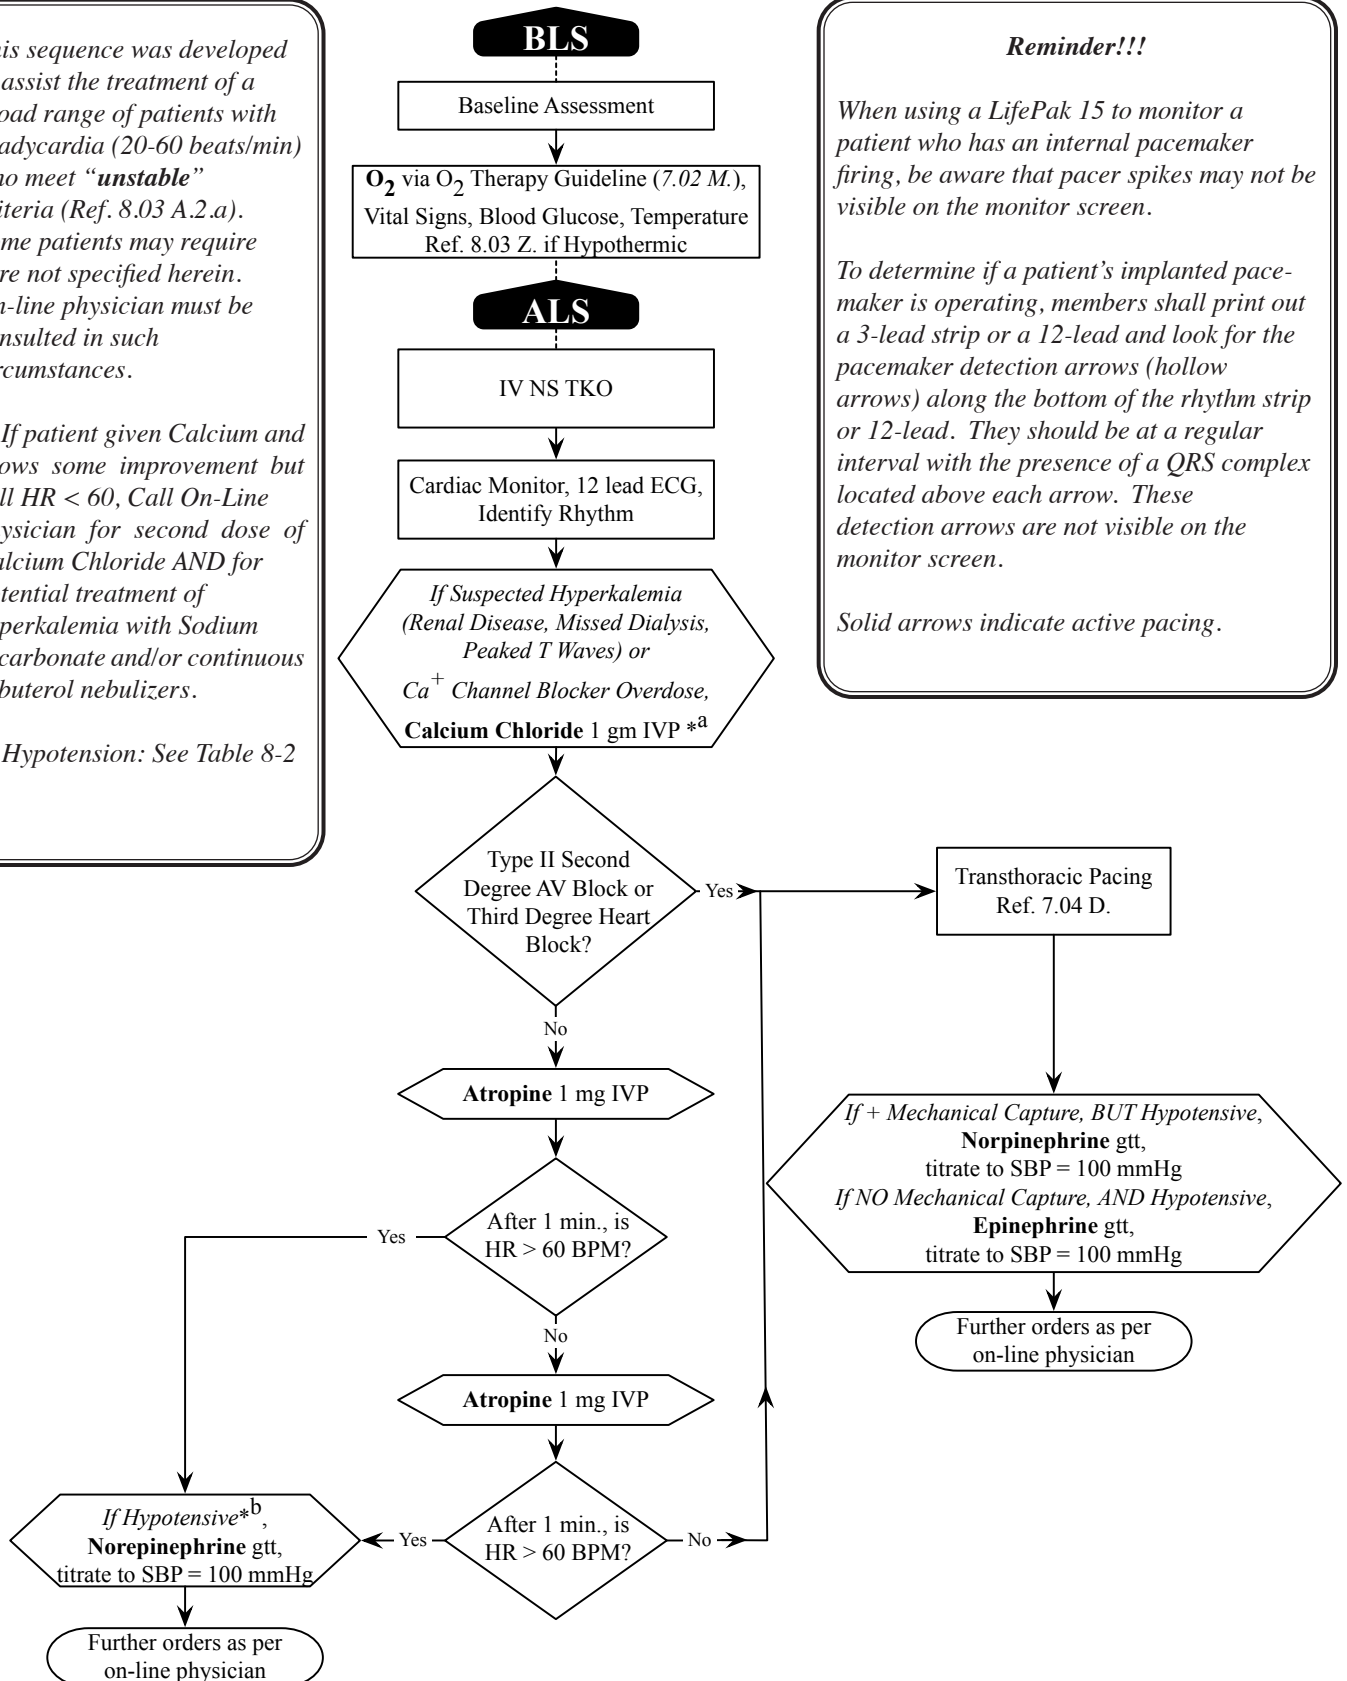 his sequence was developed
assist the treatment of a
oad range of patients with
adycardia (20-60 beats/min)
ho meet “unstable”
iteria (Ref. 8.03 A.2.a).
me patients may require
re not specified herein.
n-line physician must be
nsulted in such
rcumstances.
If patient given Calcium and
ows some improvement but
ll HR < 60, Call On-Line
ysician for second dose of
alcium Chloride AND for
tential treatment of
perkalemia with Sodium
carbonate and/or continuous
buterol nebulizers.
Hypotension: See Table 8-2
BLS
Baseline Assessment
O2 via O2 Therapy Guideline (7.02 M.),
Vital Signs, Blood Glucose, Temperature
Ref. 8.03 Z. if Hypothermic
ALS
IV NS TKO
Cardiac Monitor, 12 lead ECG,
Identify Rhythm
If Suspected Hyperkalemia
(Renal Disease, Missed Dialysis,
Peaked T Waves) or
Ca+ Channel Blocker Overdose,
Calcium Chloride 1 gm IVP *a
Reminder!!!
When using a LifePak 15 to monitor a
patient who has an internal pacemaker
firing, be aware that pacer spikes may not be
visible on the monitor screen.
To determine if a patient’s implanted pace-
maker is operating, members shall print out
a 3-lead strip or a 12-lead and look for the
pacemaker detection arrows (hollow
arrows) along the bottom of the rhythm strip
or 12-lead. They should be at a regular
interval with the presence of a QRS complex
located above each arrow. These
detection arrows are not visible on the
monitor screen.
Solid arrows indicate active pacing.
Type II Second
Degree AV Block or
Third Degree Heart
Block?
Yes
Transthoracic Pacing
Ref. 7.04 D.
No
Atropine 1 mg IVP
If + Mechanical Capture, BUT Hypotensive,
Norpinephrine gtt,
titrate to SBP = 100 mmHg
If NO Mechanical Capture, AND Hypotensive,
Epinephrine gtt,
titrate to SBP = 100 mmHg
After 1 min., is
HR > 60 BPM?
Yes
No
Further orders as per
on-line physician
Atropine 1 mg IVP
After 1 min., is
HR > 60 BPM?
Yes
No
If Hypotensive*b,
Norepinephrine gtt,
titrate to SBP = 100 mmHg
Further orders as per
on-line physician